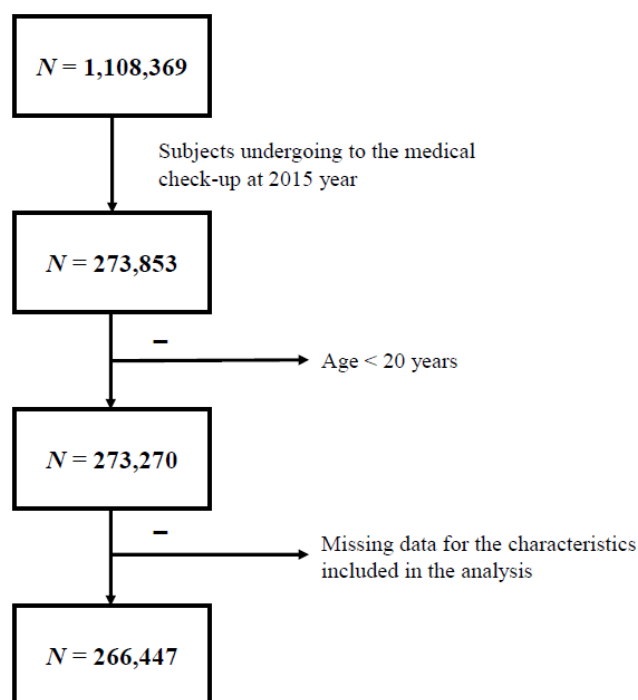 N = 1,108,369
Subjects undergoing to the medical
check-up at 2015 year
N = 273,853
–
Age < 20 years
N = 273,270
–
Missing data for the characteristics
included in the analysis
N = 266,447